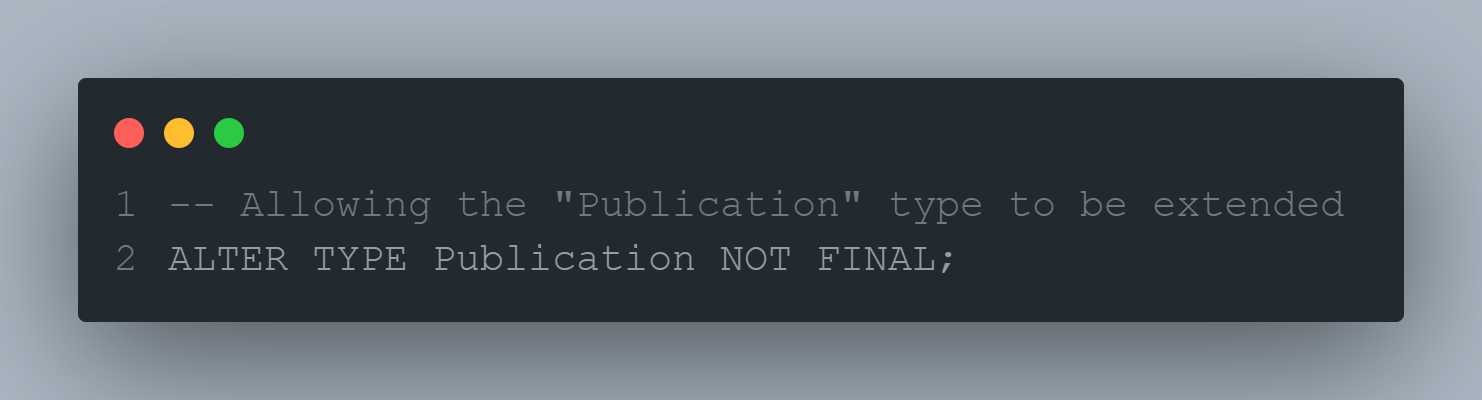 1 -- Allowing the "Publication" type to be extended
2 ALTER TYPE Publication NOT FINAL;